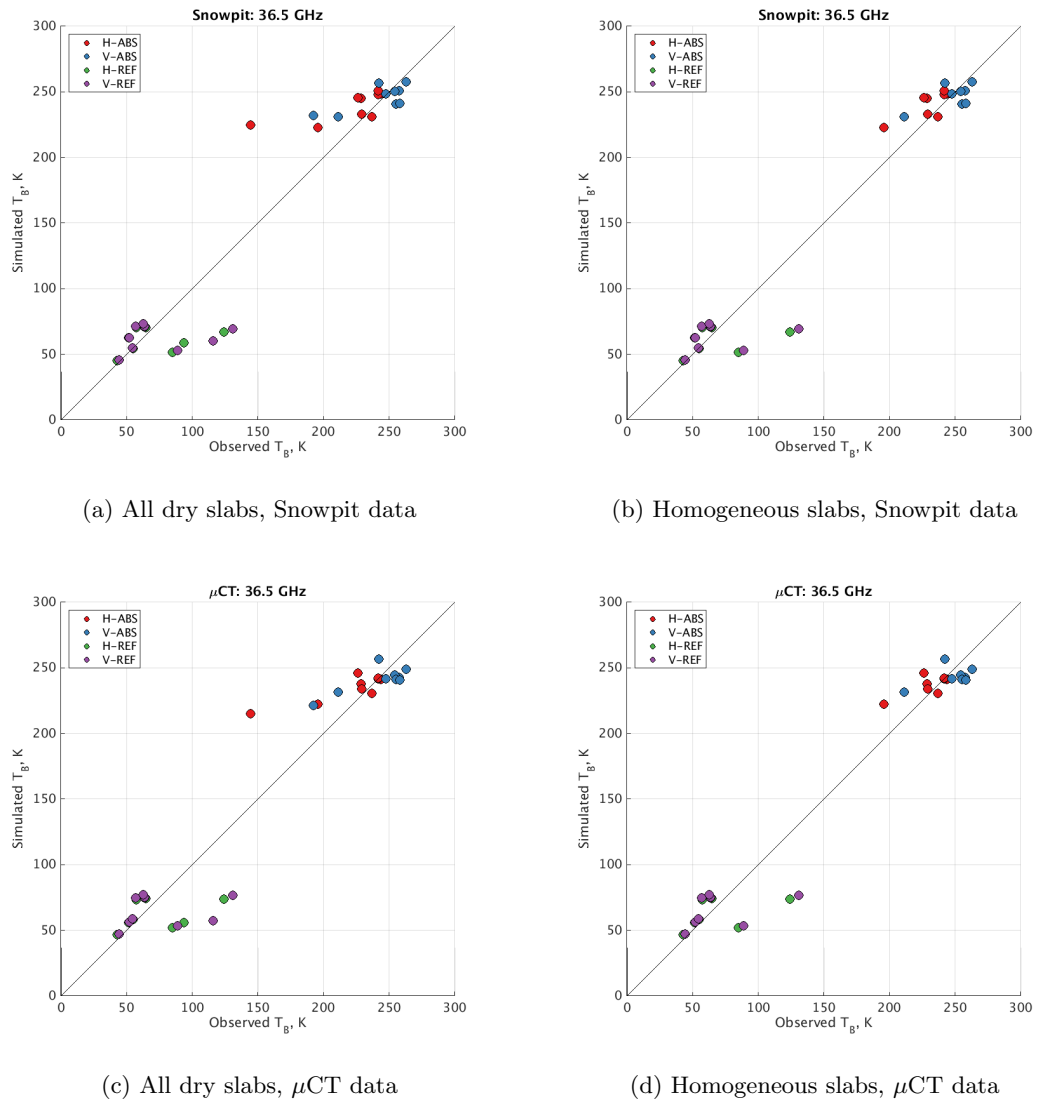 Snowpit: 36.5 GHz
H-ABS
V-ABS
H-REF
V-REF
Simulated T_B, K
300
250
200
150
100
50
0
0 50 100 150 200 250 300
Observed T_B, K
(a) All dry slabs, Snowpit data
Snowpit: 36.5 GHz
H-ABS
V-ABS
H-REF
V-REF
Simulated T_B, K
300
250
200
150
100
50
0
0 50 100 150 200 250 300
Observed T_B, K
(b) Homogeneous slabs, Snowpit data
μCT: 36.5 GHz
H-ABS
V-ABS
H-REF
V-REF
Simulated T_B, K
300
250
200
150
100
50
0
0 50 100 150 200 250 300
Observed T_B, K
(c) All dry slabs, μCT data
μCT: 36.5 GHz
H-ABS
V-ABS
H-REF
V-REF
Simulated T_B, K
300
250
200
150
100
50
0
0 50 100 150 200 250 300
Observed T_B, K
(d) Homogeneous slabs, μCT data